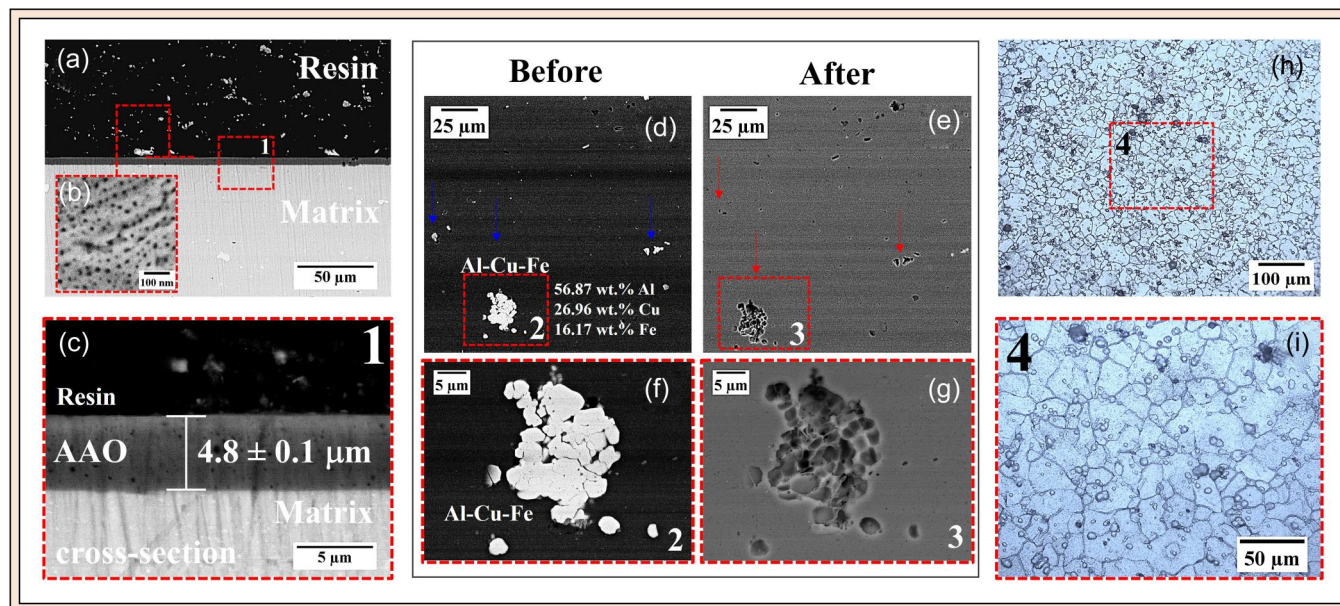 (a)
Resin
1
(b)
Matrix
100 nm
50 µm
(c)
1
Resin
AAO
4.8 ± 0.1 µm
Matrix
cross-section
5 µm
Before
After
25 µm
(d)
Al-Cu-Fe
56.87 wt.% Al
26.96 wt.% Cu
16.17 wt.% Fe
2
25 µm
(e)
3
5 µm
(f)
Al-Cu-Fe
2
5 µm
(g)
3
(h)
4
100 µm
4
(i)
50 µm